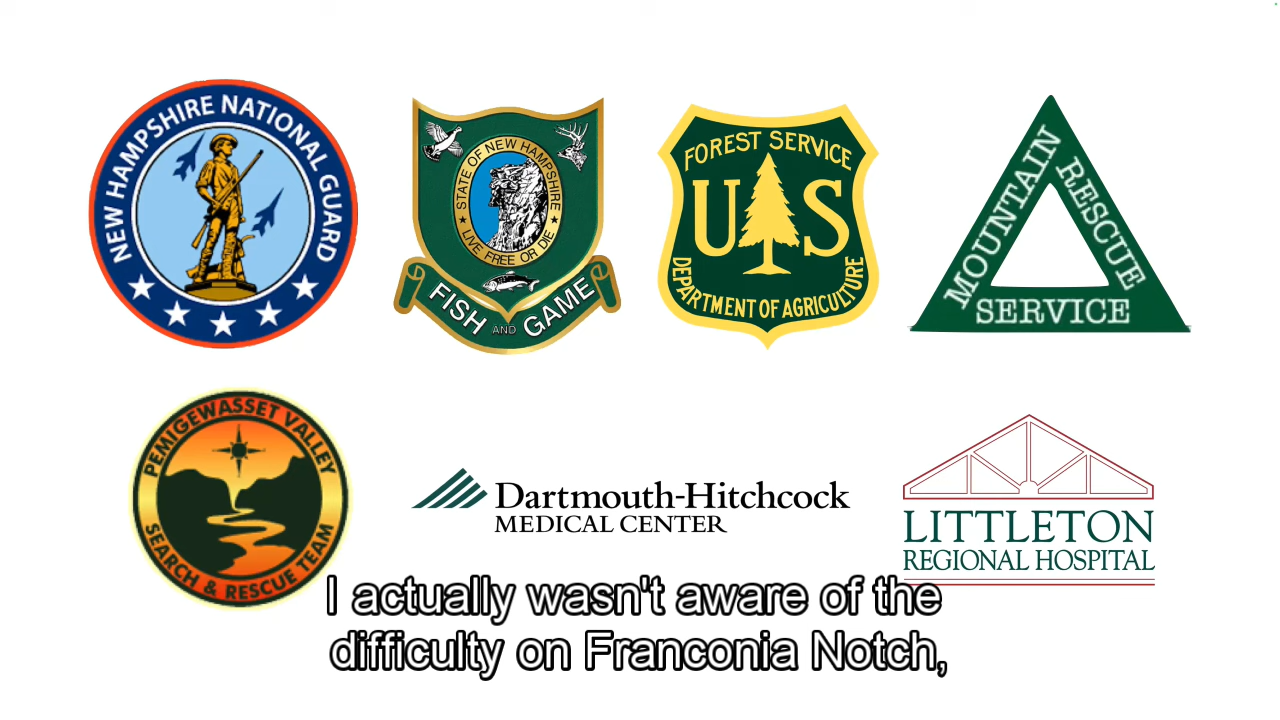 NEW HAMPSHIRE NATIONAL GUARD
STATE OF NEW HAMPSHIRE
LIVE FREE OR DIE
FISH AND GAME
FOREST SERVICE
U S
DEPARTMENT OF AGRICULTURE
MOUNTAIN RESCUE
SERVICE
PEMIGEWASSET VALLEY
SEARCH & RESCUE TEAM
Dartmouth-Hitchcock
MEDICAL CENTER
LITTLETON
REGIONAL HOSPITAL
I actually wasn't aware of the
difficulty on Franconia Notch,